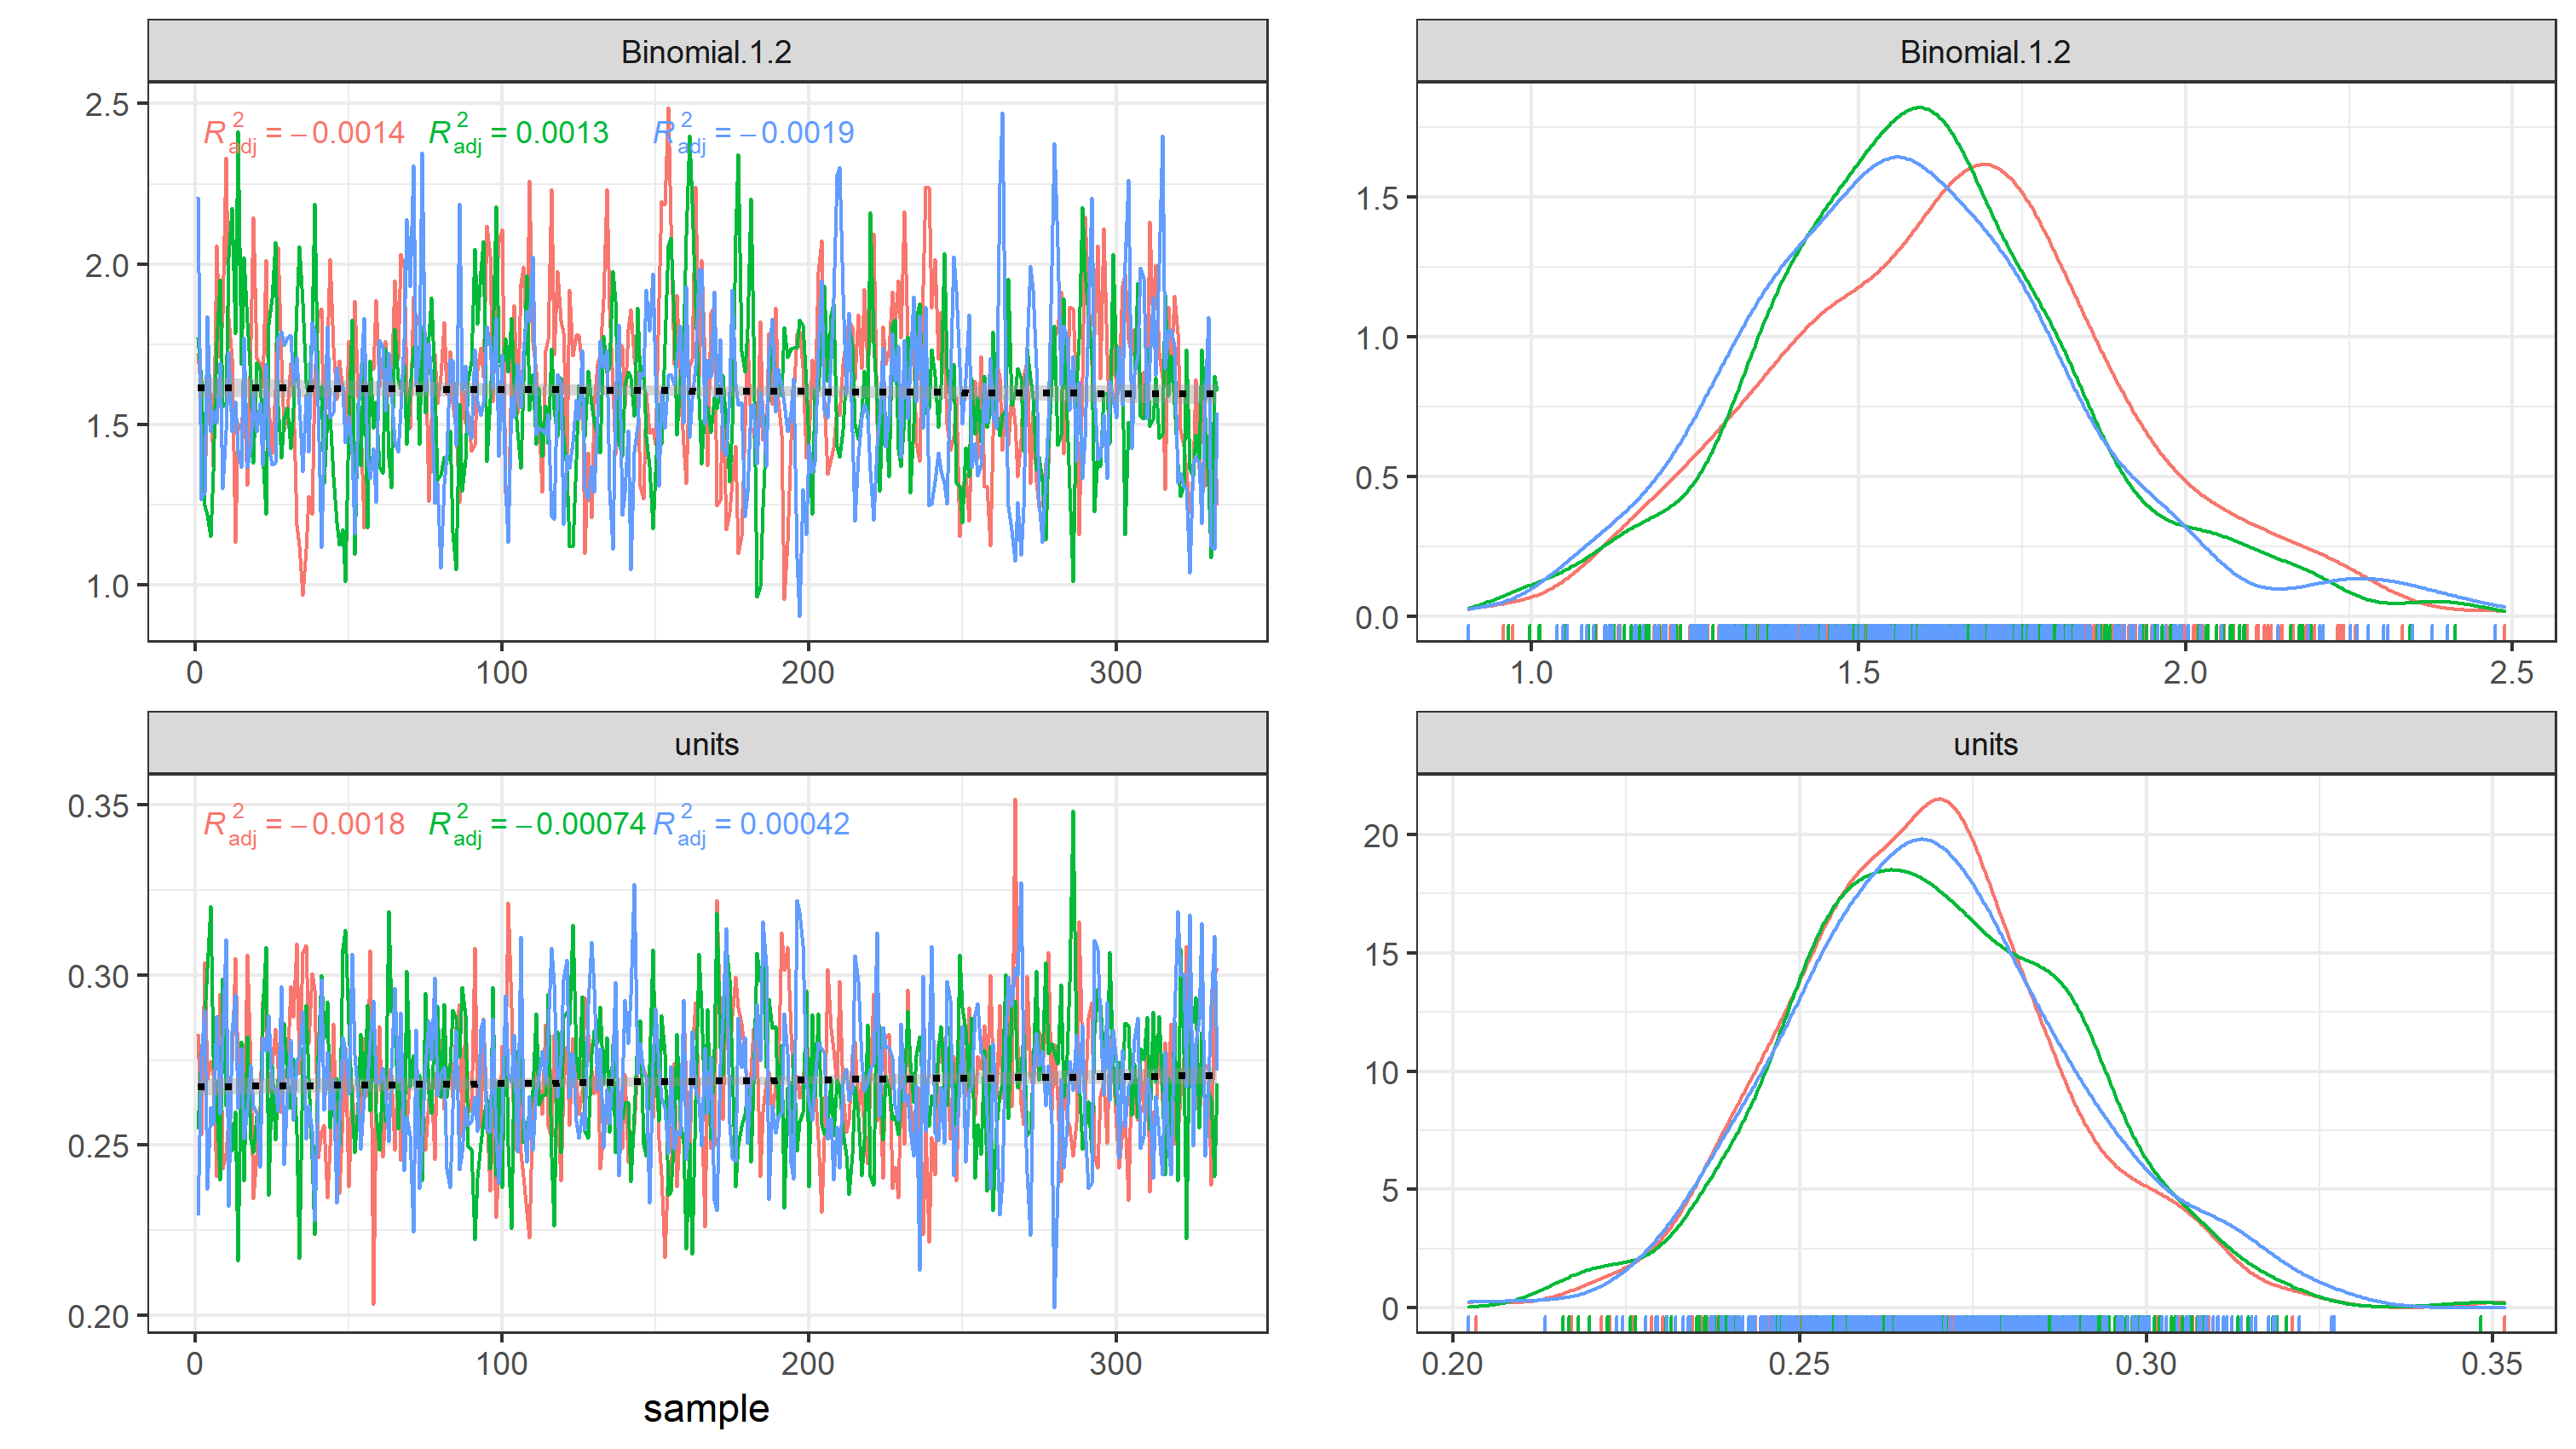 Binomial.1.2
Binomial.1.2
2.5
2.0
1.5
1.0
R²adj = −0.0014 R²adj = 0.0013 R²adj = −0.0019
0 100 200 300
1.5
1.0
0.5
0.0
1.0 1.5 2.0 2.5
units
units
0.35
0.30
0.25
0.20
R²adj = −0.0018 R²adj = −0.00074 R²adj = 0.00042
0 100 200 300
sample
20
15
10
5
0
0.20 0.25 0.30 0.35